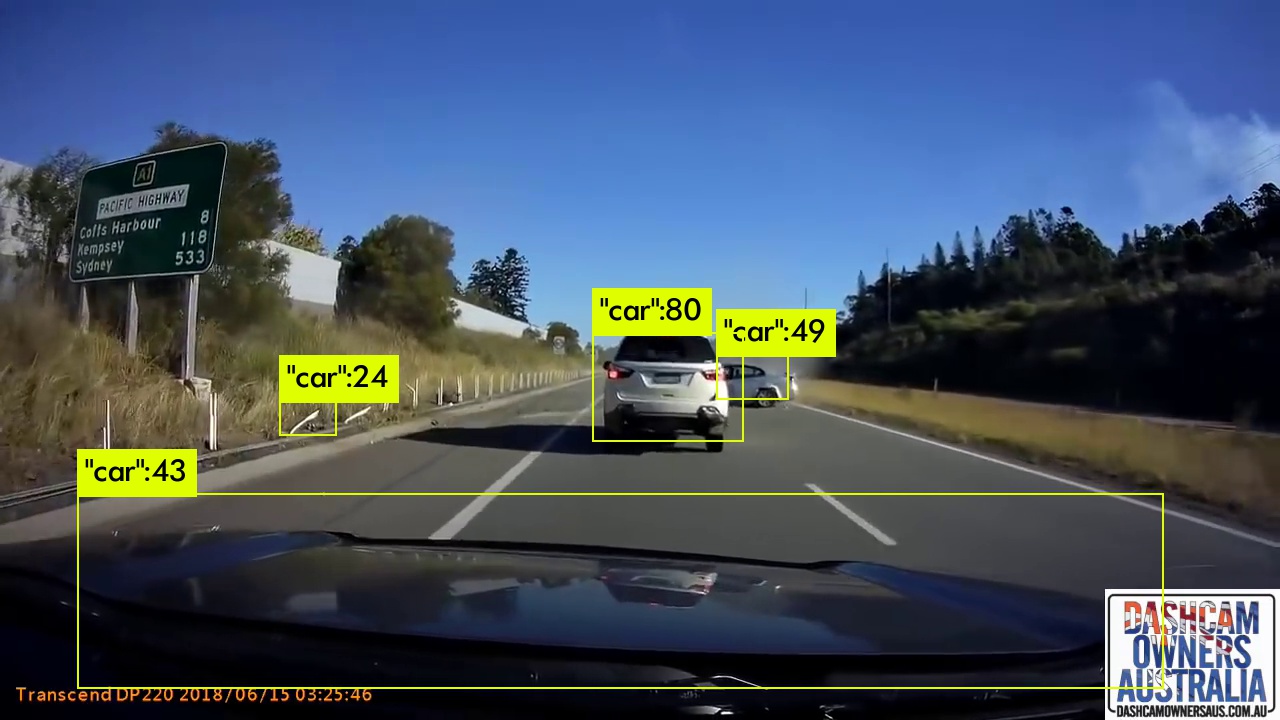 A1
PACIFIC HIGHWAY
Coffs Harbour 8
Kempsey 118
Sydney 533
"car":80
"car":49
"car":24
"car":43
Transcend DP220 2018/06/15 03:25:46
DASHCAM
OWNERS
AUSTRALIA
DASHCAMOWNERSAUS.COM.AU